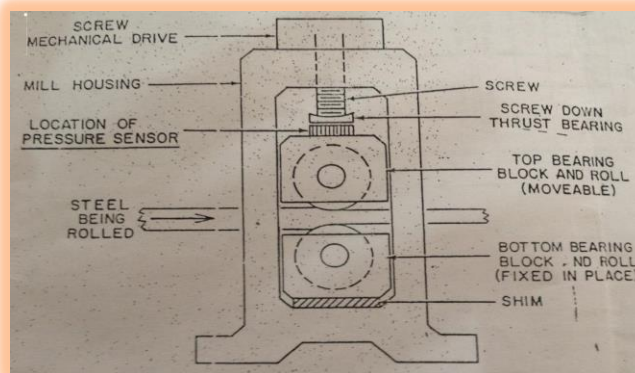 SCREW
MECHANICAL DRIVE
MILL HOUSING
LOCATION OF
PRESSURE SENSOR
STEEL
BEING
ROLLED
SCREW
SCREW DOWN
THRUST BEARING
TOP BEARING
BLOCK AND ROLL
(MOVEABLE)
BOTTOM BEARING
BLOCK . ND ROLL
(FIXED IN PLACE)
SHIM